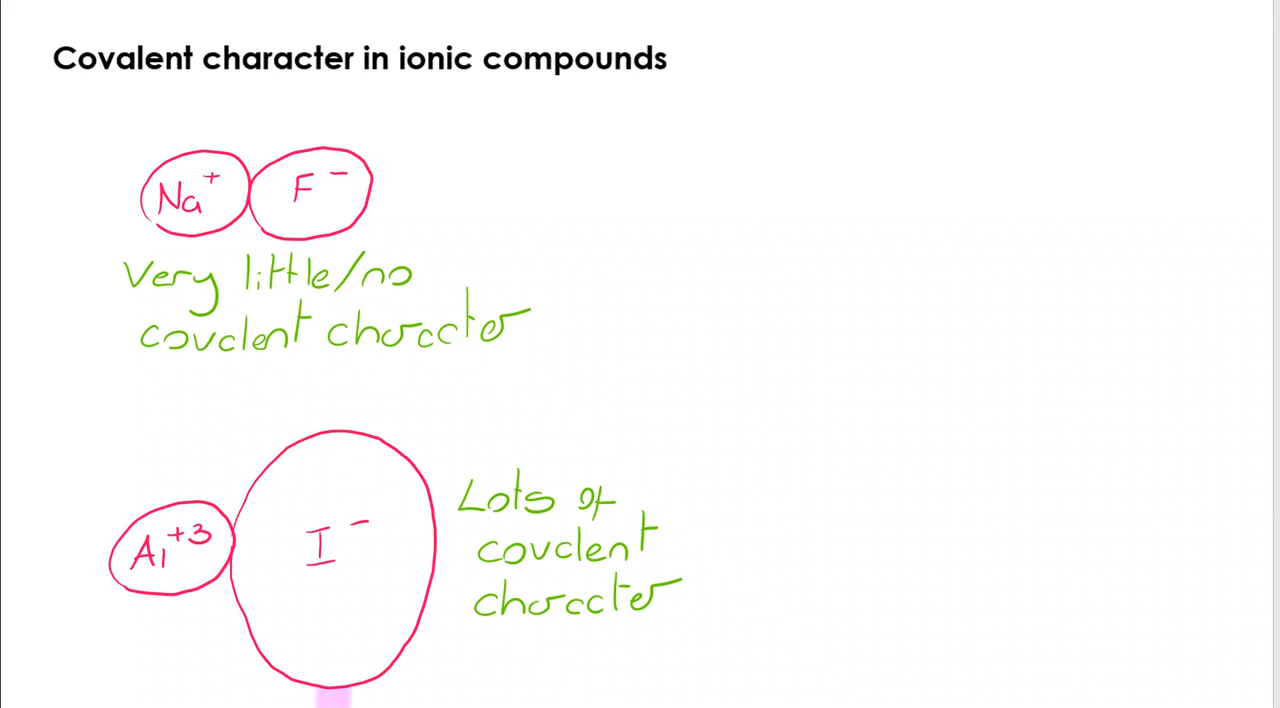 Covalent character in ionic compounds
Na⁺ F⁻
Very little/no
covalent character
Al⁺³ I⁻
Lots of
covalent
character